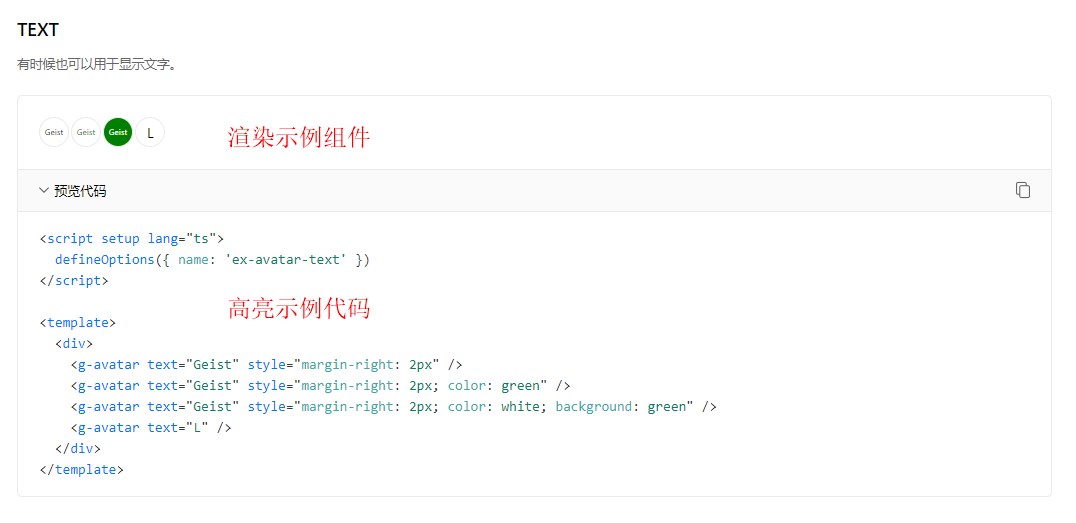 TEXT
有时候也可以用于显示文字。
Geist Geist Geist L
渲染示例组件
预览代码
<script setup lang="ts">
  defineOptions({ name: 'ex-avatar-text' })
</script>
高亮示例代码
<template>
  <div>
    <g-avatar text="Geist" style="margin-right: 2px" />
    <g-avatar text="Geist" style="margin-right: 2px; color: green" />
    <g-avatar text="Geist" style="margin-right: 2px; color: white; background: green" />
    <g-avatar text="L" />
  </div>
</template>